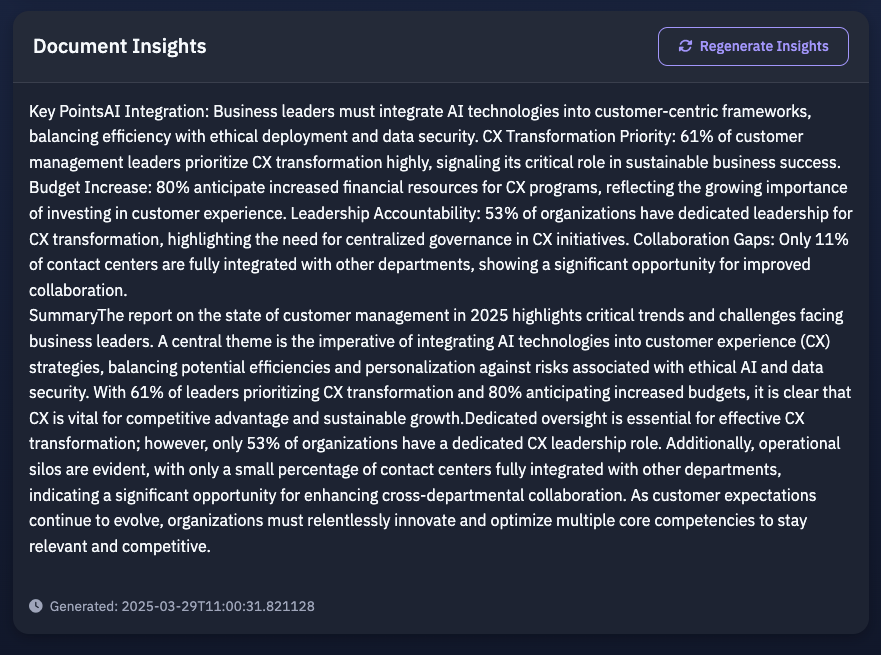 Document Insights
Regenerate Insights
Key PointsAI Integration: Business leaders must integrate AI technologies into customer-centric frameworks,
balancing efficiency with ethical deployment and data security. CX Transformation Priority: 61% of customer
management leaders prioritize CX transformation highly, signaling its critical role in sustainable business success.
Budget Increase: 80% anticipate increased financial resources for CX programs, reflecting the growing importance
of investing in customer experience. Leadership Accountability: 53% of organizations have dedicated leadership for
CX transformation, highlighting the need for centralized governance in CX initiatives. Collaboration Gaps: Only 11%
of contact centers are fully integrated with other departments, showing a significant opportunity for improved
collaboration.
SummaryThe report on the state of customer management in 2025 highlights critical trends and challenges facing
business leaders. A central theme is the imperative of integrating AI technologies into customer experience (CX)
strategies, balancing potential efficiencies and personalization against risks associated with ethical AI and data
security. With 61% of leaders prioritizing CX transformation and 80% anticipating increased budgets, it is clear that
CX is vital for competitive advantage and sustainable growth.Dedicated oversight is essential for effective CX
transformation; however, only 53% of organizations have a dedicated CX leadership role. Additionally, operational
silos are evident, with only a small percentage of contact centers fully integrated with other departments,
indicating a significant opportunity for enhancing cross-departmental collaboration. As customer expectations
continue to evolve, organizations must relentlessly innovate and optimize multiple core competencies to stay
relevant and competitive.
Generated: 2025-03-29T11:00:31.821128